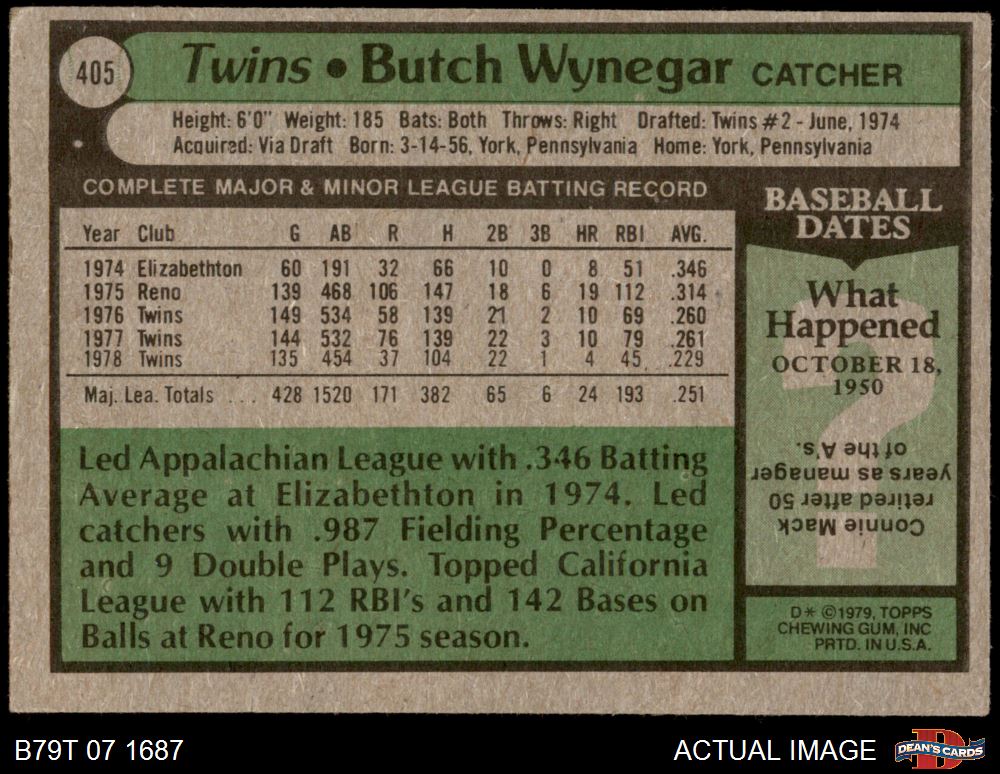 405
Twins • Butch Wynegar CATCHER
Height: 6'0" Weight: 185 Bats: Both Throws: Right Drafted: Twins #2 - June, 1974
Acquired: Via Draft Born: 3-14-56, York, Pennsylvania Home: York, Pennsylvania
COMPLETE MAJOR & MINOR LEAGUE BATTING RECORD
Year Club G AB R H 2B 3B HR RBI AVG.
1974 Elizabethton 60 191 32 66 10 0 8 51 .346
1975 Reno 139 468 106 147 18 6 19 112 .314
1976 Twins 149 534 58 139 21 2 10 69 .260
1977 Twins 144 532 76 139 22 3 10 79 .261
1978 Twins 135 454 37 104 22 1 4 45 .229
Maj. Lea. Totals ... 428 1520 171 382 65 6 24 193 .251
Led Appalachian League with .346 Batting
Average at Elizabethton in 1974. Led
catchers with .987 Fielding Percentage
and 9 Double Plays. Topped California
League with 112 RBI's and 142 Bases on
Balls at Reno for 1975 season.
BASEBALL
DATES
What
Happened
OCTOBER 18,
1950
?
Connie Mack
retired after 50
years as manager
of the A's.
D* ©1979, TOPPS
CHEWING GUM, INC
PRTD. IN U.S.A.
B79T 07 1687
ACTUAL IMAGE
DEAN'S CARDS